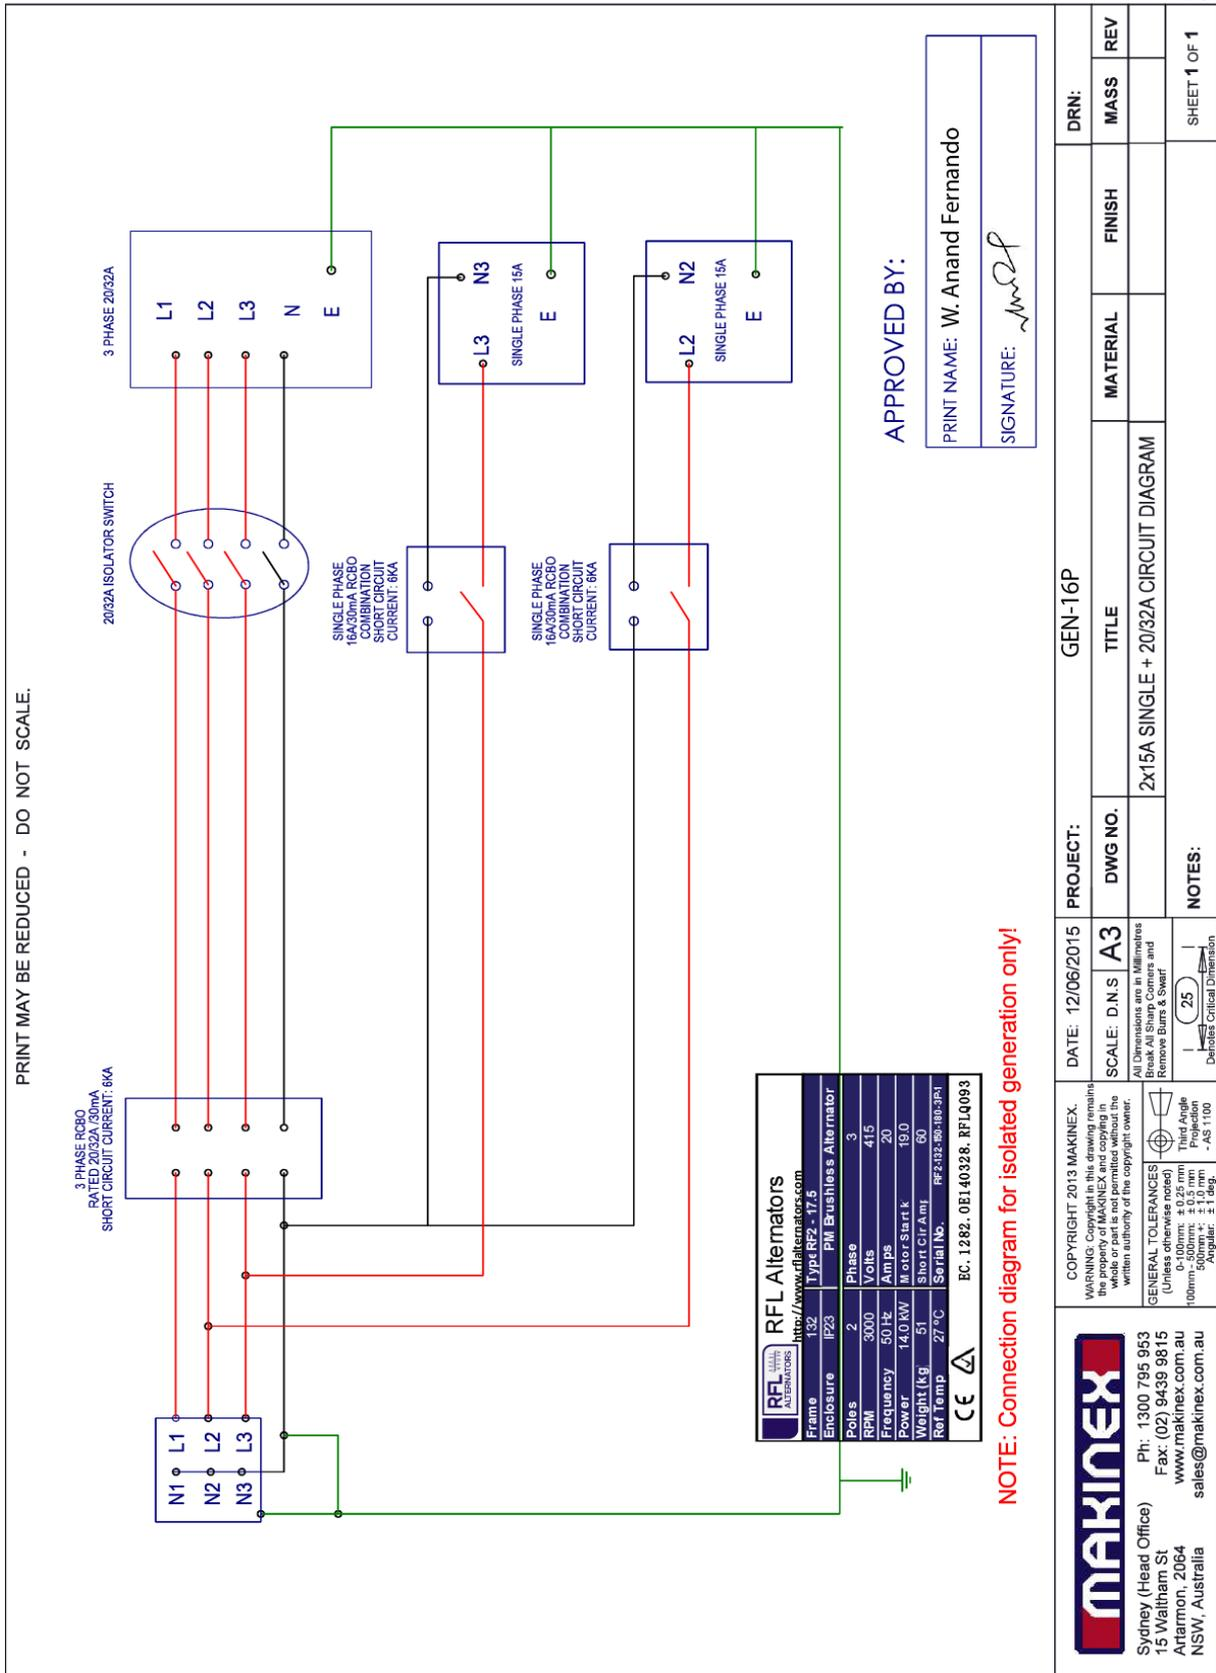 PRINT MAY BE REDUCED - DO NOT SCALE.
3 PHASE RCBO
RATED 20/32A /30mA
SHORT CIRCUIT CURRENT: 6KA
20/32A ISOLATOR SWITCH
3 PHASE 20/32A
N1 L1
N2 L2
N3 L3
L1
L2
L3
N
E
SINGLE PHASE
16A/30mA RCBO
COMBINATION
SHORT CIRCUIT
CURRENT: 6KA
L3 N3
SINGLE PHASE 15A
E
SINGLE PHASE
16A/30mA RCBO
COMBINATION
SHORT CIRCUIT
CURRENT: 6KA
L2 N2
SINGLE PHASE 15A
E
RFL
ALTERNATORS
RFL Alternators
http://www.rflalternators.com
Frame 132 Type RF2 - 17.5
Enclosure IP23 PM Brushless Alternator
Poles 2 Phase 3
RPM 3000 Volts 415
Frequency 50 Hz Amps 20
Power 14.0 kW Motor Start k 19.0
Weight (kg 51 Short Cir Amp 60
Ref Temp 27 °C Serial No. RF2-132-150-180-3P-1
CE EC.1282.0E140328.RFLQ093
NOTE: Connection diagram for isolated generation only!
APPROVED BY:
PRINT NAME: W. Anand Fernando
SIGNATURE:
MAKINEX
Sydney (Head Office) Ph: 1300 795 953
15 Waltham St Fax: (02) 9439 9815
Artarmon, 2064 www.makinex.com.au
NSW, Australia sales@makinex.com.au
COPYRIGHT 2013 MAKINEX.
WARNING: Copyright in this drawing remains
the property of MAKINEX and copying in
whole or part is not permitted without the
written authority of the copyright owner.
GENERAL TOLERANCES
(Unless otherwise noted)
0-100mm: ± 0.25 mm
100mm - 500mm: ± 0.5 mm
500mm +: ± 1.0 mm
Angular: ± 1 deg.
Third Angle
Projection
- AS 1100
DATE: 12/06/2015
SCALE: D.N.S A3
All Dimensions are in Millimetres
Break All Sharp Corners and
Remove Burrs & Swarf
25
Denotes Critical Dimension
PROJECT: GEN-16P DRN:
DWG NO. TITLE MATERIAL FINISH MASS REV
2x15A SINGLE + 20/32A CIRCUIT DIAGRAM
NOTES: SHEET 1 OF 1